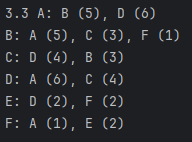 3.3 A: B (5), D (6)
B: A (5), C (3), F (1)
C: D (4), B (3)
D: A (6), C (4)
E: D (2), F (2)
F: A (1), E (2)